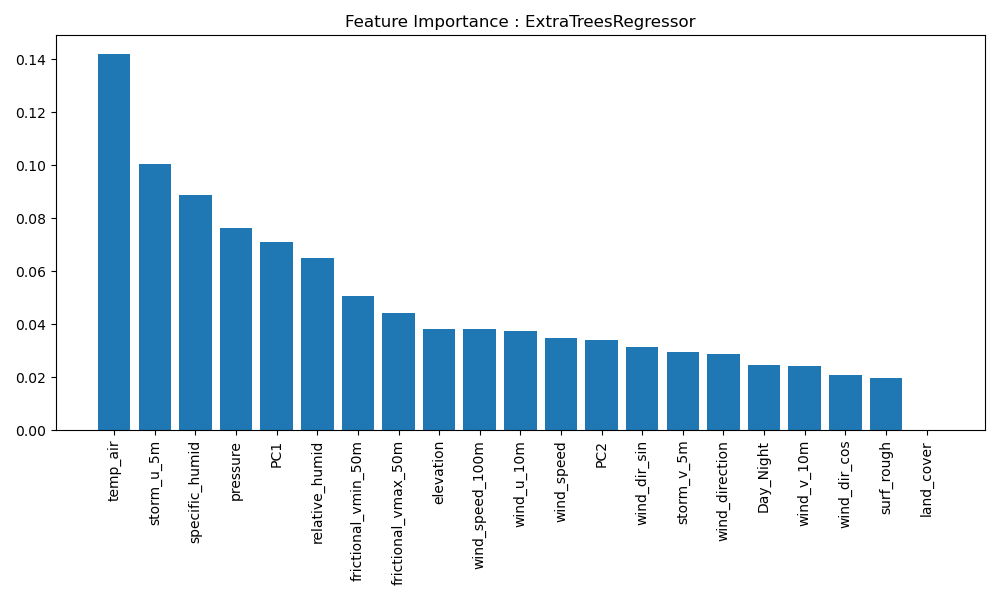 Feature Importance : ExtraTreesRegressor
0.14
0.12
0.10
0.08
0.06
0.04
0.02
0.00
temp_air
storm_u_5m
specific_humid
pressure
PC1
relative_humid
frictional_vmin_50m
frictional_vmax_50m
elevation
wind_speed_100m
wind_u_10m
wind_speed
PC2
wind_dir_sin
storm_v_5m
wind_direction
Day_Night
wind_v_10m
wind_dir_cos
surf_rough
land_cover